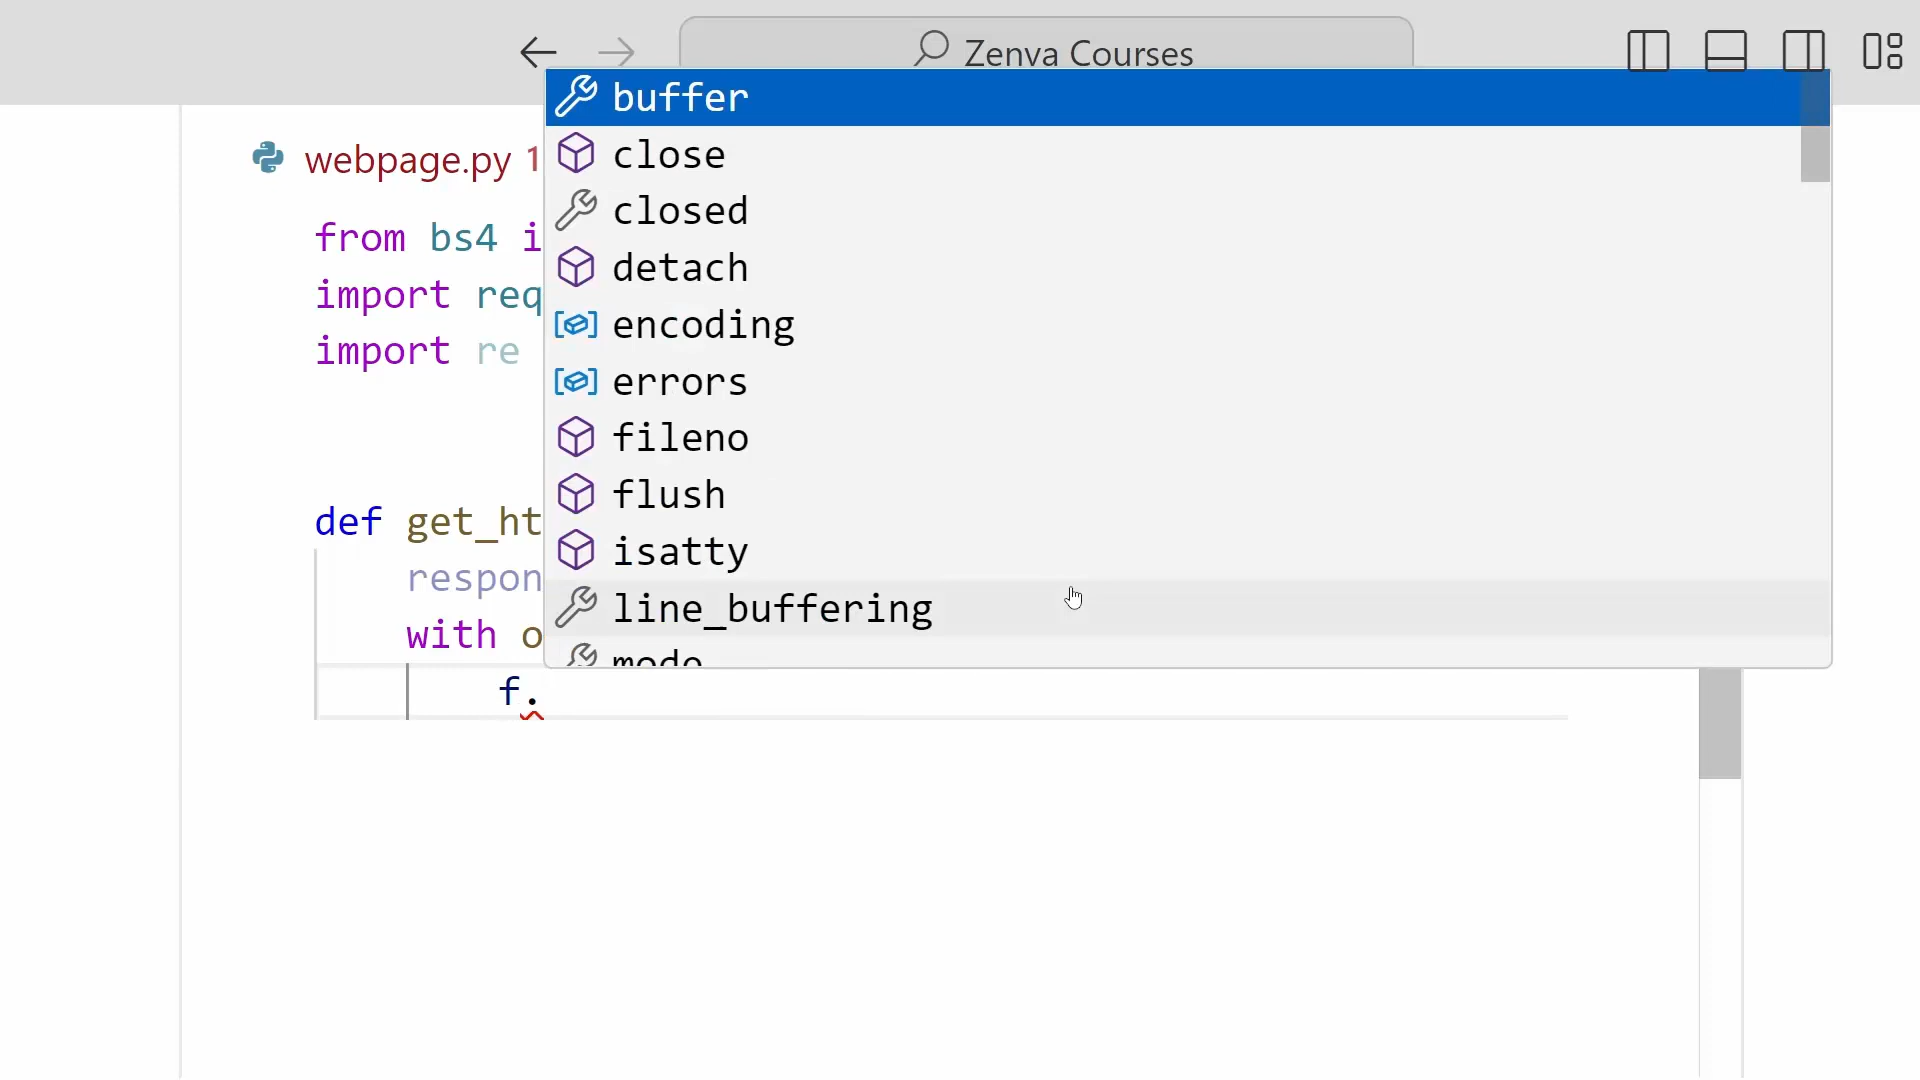 Zenva Courses
buffer
close
webpage.py 1
closed
from bs4 i
detach
import req
encoding
import re
errors
fileno
flush
def get_ht
isatty
respon
line_buffering
with o
mode
f.